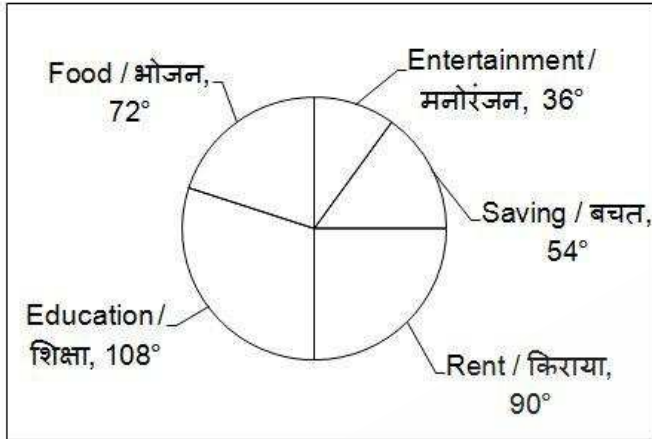 Food / भोजन,
72°
Entertainment /
मनोरंजन, 36°
Saving / बचत,
54°
Education /
शिक्षा, 108°
Rent / किराया,
90°